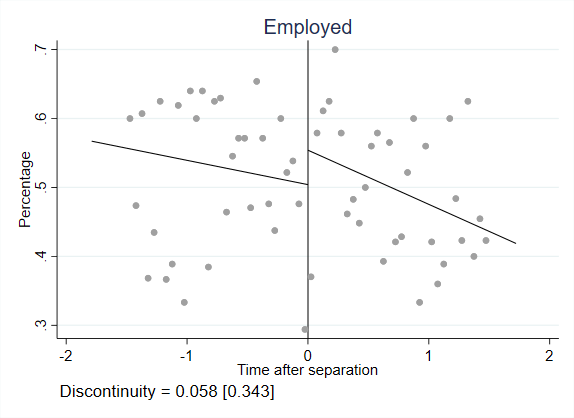 Employed
Percentage
.7
.6
.5
.4
.3
-2 -1 0 1 2
Time after separation
Discontinuity = 0.058 [0.343]